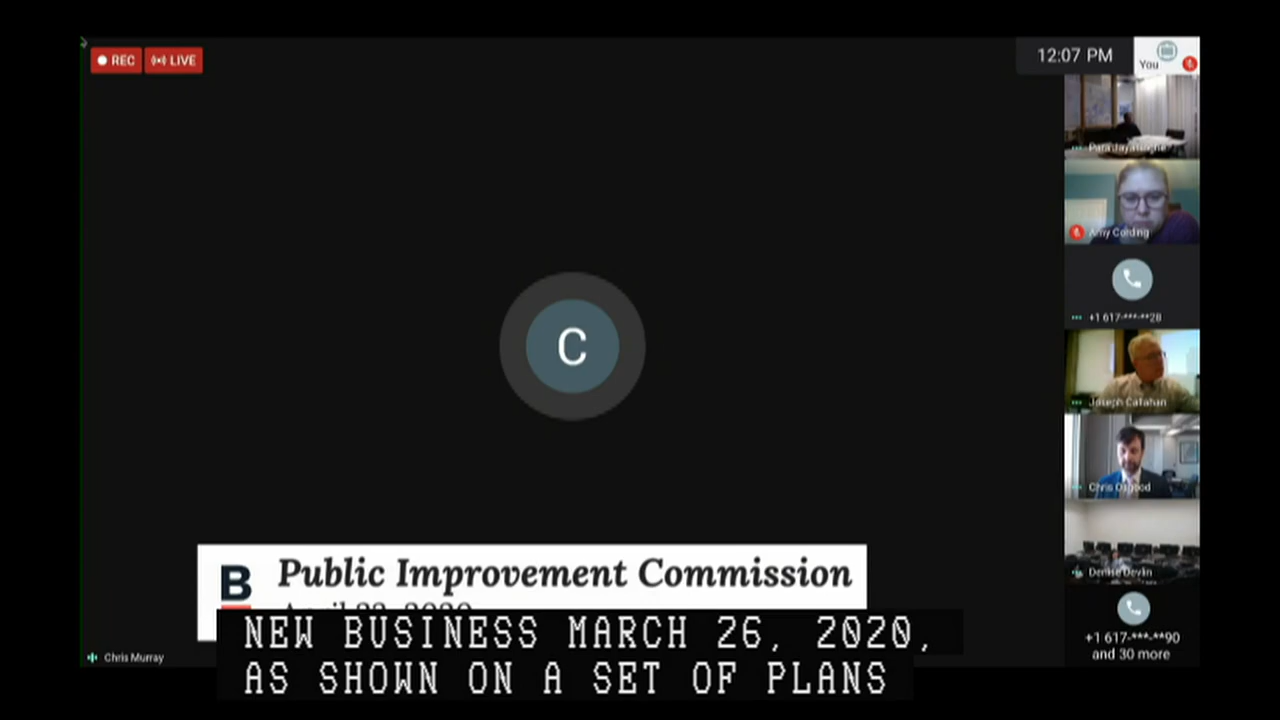 REC
LIVE
12:07 PM
You
Amy Cording
+1 617-***-**28
Joseph Callahan
C
Chris Osgood
Denise Devlin
B
Public Improvement Commission
+1 617-***-**90
and 30 more
NEW BUSINESS MARCH 26, 2020,
AS SHOWN ON A SET OF PLANS
Chris Murray